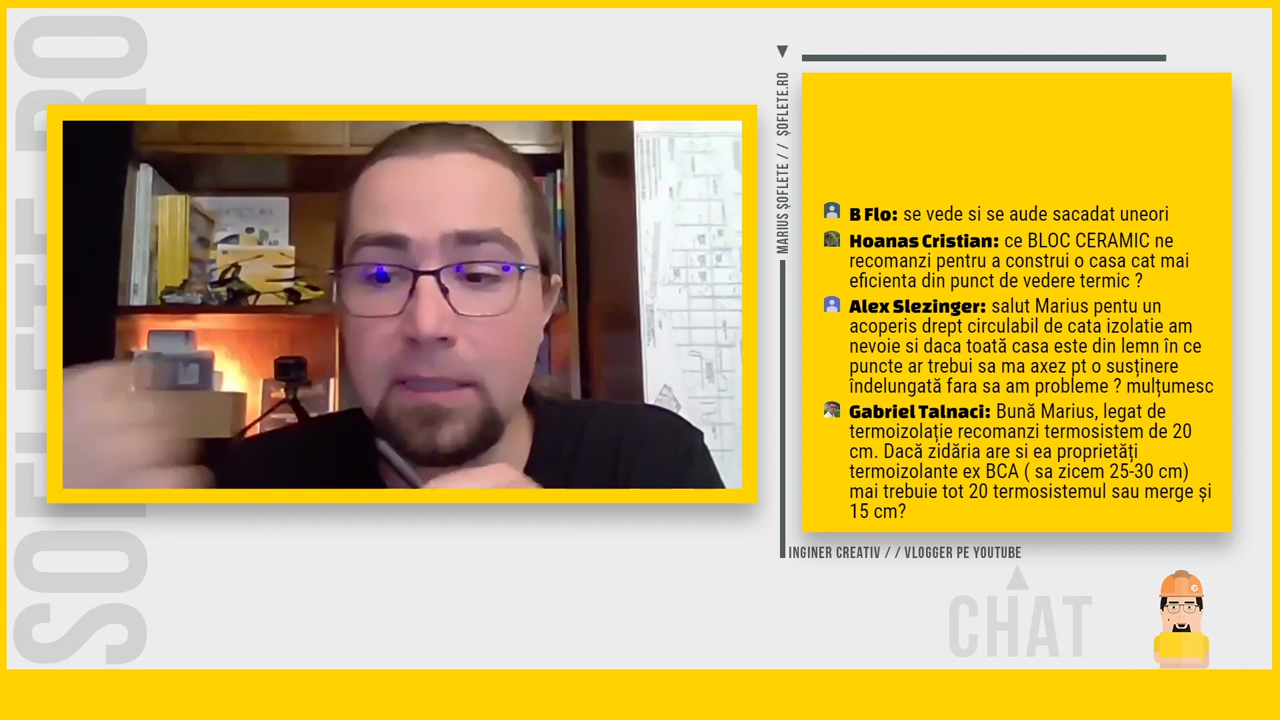 SOFLETE.RO
MARIUS ȘOFLETE // ȘOFLETE.RO
B Flo: se vede si se aude sacadat uneori
Hoanas Cristian: ce BLOC CERAMIC ne
recomanzi pentru a construi o casa cat mai
eficienta din punct de vedere termic ?
Alex Slezinger: salut Marius pentu un
acoperis drept circulabil de cata izolatie am
nevoie si daca toată casa este din lemn în ce
puncte ar trebui sa ma axez pt o susținere
îndelungată fara sa am probleme ? mulțumesc
Gabriel Talnaci: Bună Marius, legat de
termoizolație recomanzi termosistem de 20
cm. Dacă zidăria are si ea proprietăți
termoizolante ex BCA ( sa zicem 25-30 cm)
mai trebuie tot 20 termosistemul sau merge și
15 cm?
INGINER CREATIV // VLOGGER PE YOUTUBE
CHAT